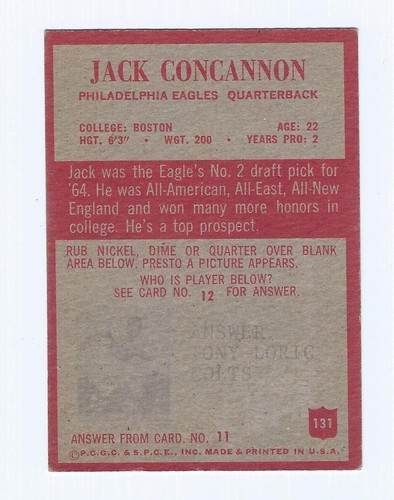 JACK CONCANNON
PHILADELPHIA EAGLES QUARTERBACK
COLLEGE: BOSTON AGE: 22
HGT. 6'3" • WGT. 200 • YEARS PRO: 2
Jack was the Eagle's No. 2 draft pick for
'64. He was All-American, All-East, All-New
England and won many more honors in
college. He's a top prospect.
RUB NICKEL, DIME OR QUARTER OVER BLANK
AREA BELOW. PRESTO A PICTURE APPEARS.
WHO IS PLAYER BELOW?
SEE CARD NO. 12 FOR ANSWER.
ANSWER
TONY LORIC
COLTS
131
ANSWER FROM CARD. NO. 11
©P.C.G.C. & S.P.C.E., INC. MADE & PRINTED IN U.S.A.